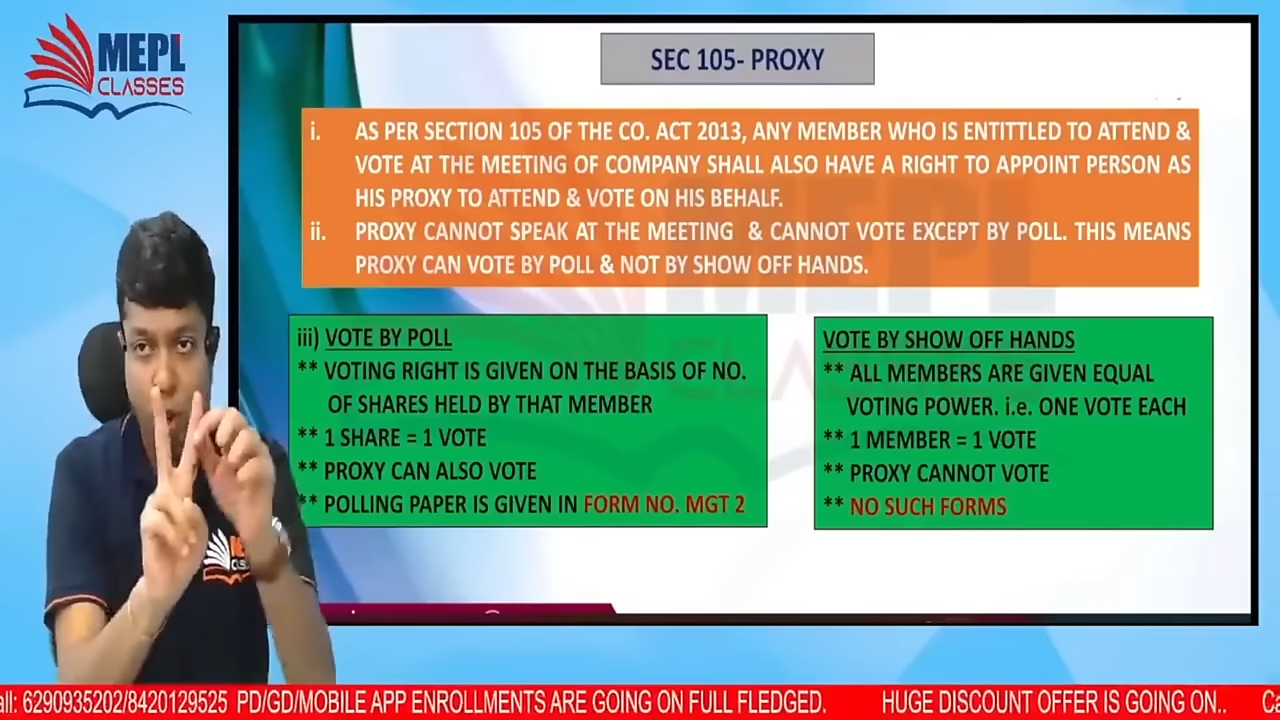 MEPL
CLASSES
SEC 105- PROXY
i. AS PER SECTION 105 OF THE CO. ACT 2013, ANY MEMBER WHO IS ENTITTLED TO ATTEND &
VOTE AT THE MEETING OF COMPANY SHALL ALSO HAVE A RIGHT TO APPOINT PERSON AS
HIS PROXY TO ATTEND & VOTE ON HIS BEHALF.
ii. PROXY CANNOT SPEAK AT THE MEETING & CANNOT VOTE EXCEPT BY POLL. THIS MEANS
PROXY CAN VOTE BY POLL & NOT BY SHOW OFF HANDS.
iii) VOTE BY POLL
** VOTING RIGHT IS GIVEN ON THE BASIS OF NO.
OF SHARES HELD BY THAT MEMBER
** 1 SHARE = 1 VOTE
** PROXY CAN ALSO VOTE
** POLLING PAPER IS GIVEN IN FORM NO. MGT 2
VOTE BY SHOW OFF HANDS
** ALL MEMBERS ARE GIVEN EQUAL
VOTING POWER. i.e. ONE VOTE EACH
** 1 MEMBER = 1 VOTE
** PROXY CANNOT VOTE
** NO SUCH FORMS
MEPL
CLASSES
all: 6290935202/8420129525 PD/GD/MOBILE APP ENROLLMENTS ARE GOING ON FULL FLEDGED. HUGE DISCOUNT OFFER IS GOING ON.. Ca